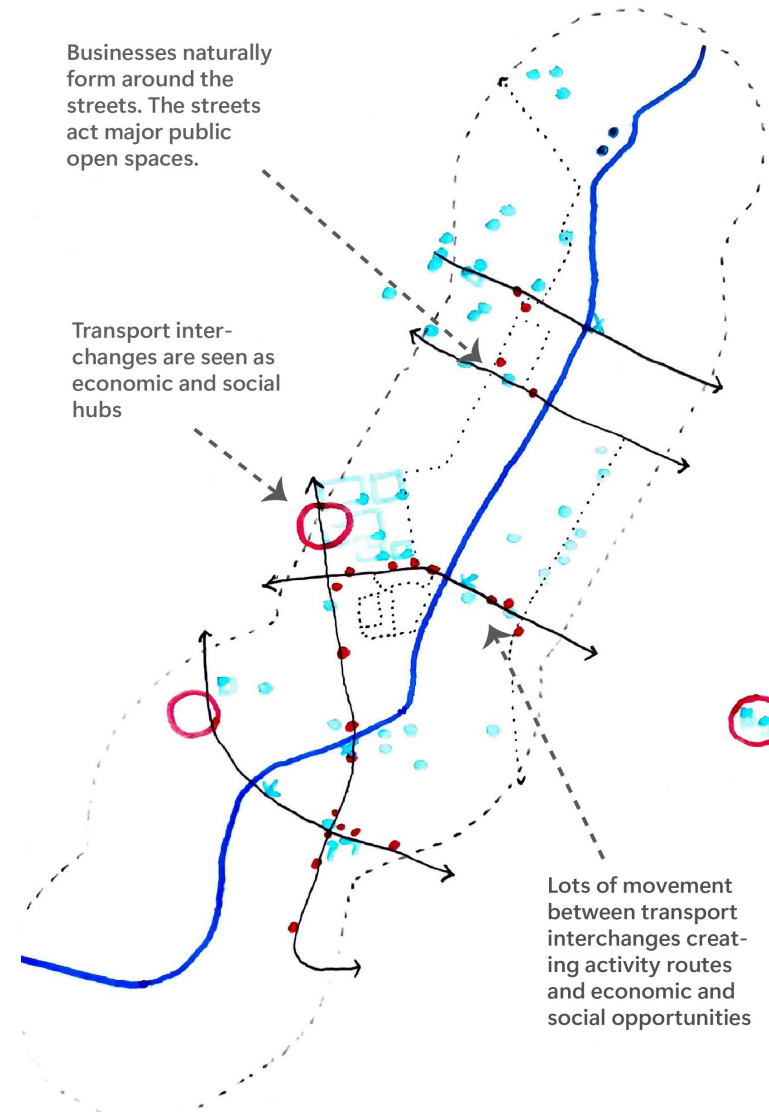 Businesses naturally
form around the
streets. The streets
act major public
open spaces.
Transport inter-
changes are seen as
economic and social
hubs
Lots of movement
between transport
interchanges creat-
ing activity routes
and economic and
social opportunities